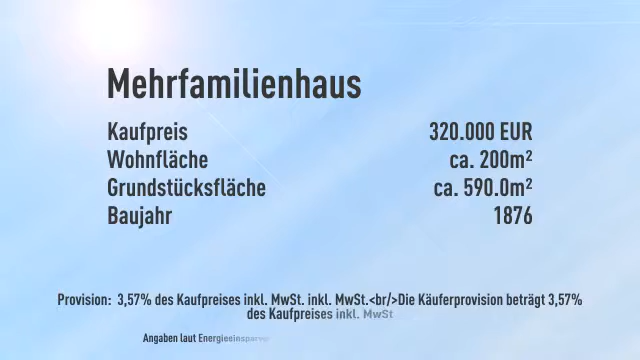 Mehrfamilienhaus
Kaufpreis 320.000 EUR
Wohnfläche ca. 200m²
Grundstücksfläche ca. 590.0m²
Baujahr 1876
Provision: 3,57% des Kaufpreises inkl. MwSt. inkl. MwSt.<br/>Die Käuferprovision beträgt 3,57%
des Kaufpreises inkl. MwSt
Angaben laut